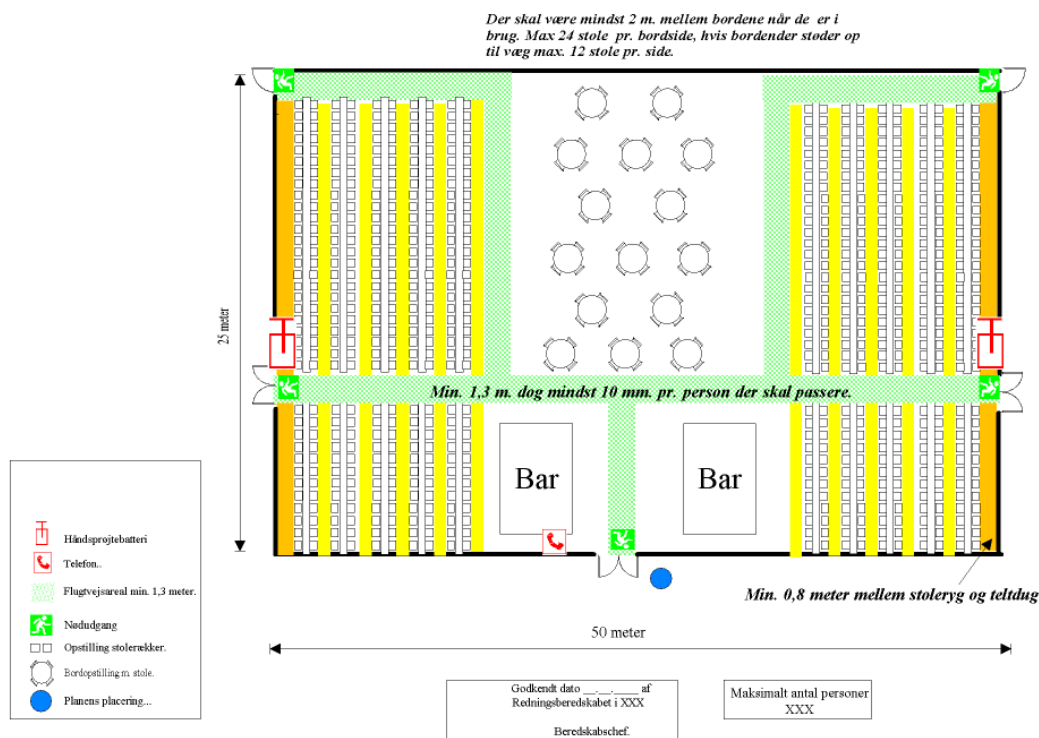 Der skal være mindst 2 m. mellem bordene når de er i
brug. Max 24 stole pr. bordside, hvis bordender støder op
til væg max. 12 stole pr. side.
25 meter
Min. 1,3 m. dog mindst 10 mm. pr. person der skal passere.
Bar
Bar
Min. 0,8 meter mellem stoleryg og teltdug
50 meter
Håndsprøjtebatteri
Telefon..
Flugtvejsareal min. 1,3 meter.
Nødudgang
Opstilling stolerækker.
Bordopstilling m. stole.
Planens placering...
Godkendt dato __.__.____ af
Redningsberedskabet i XXX
Beredskabschef.
Maksimalt antal personer
XXX